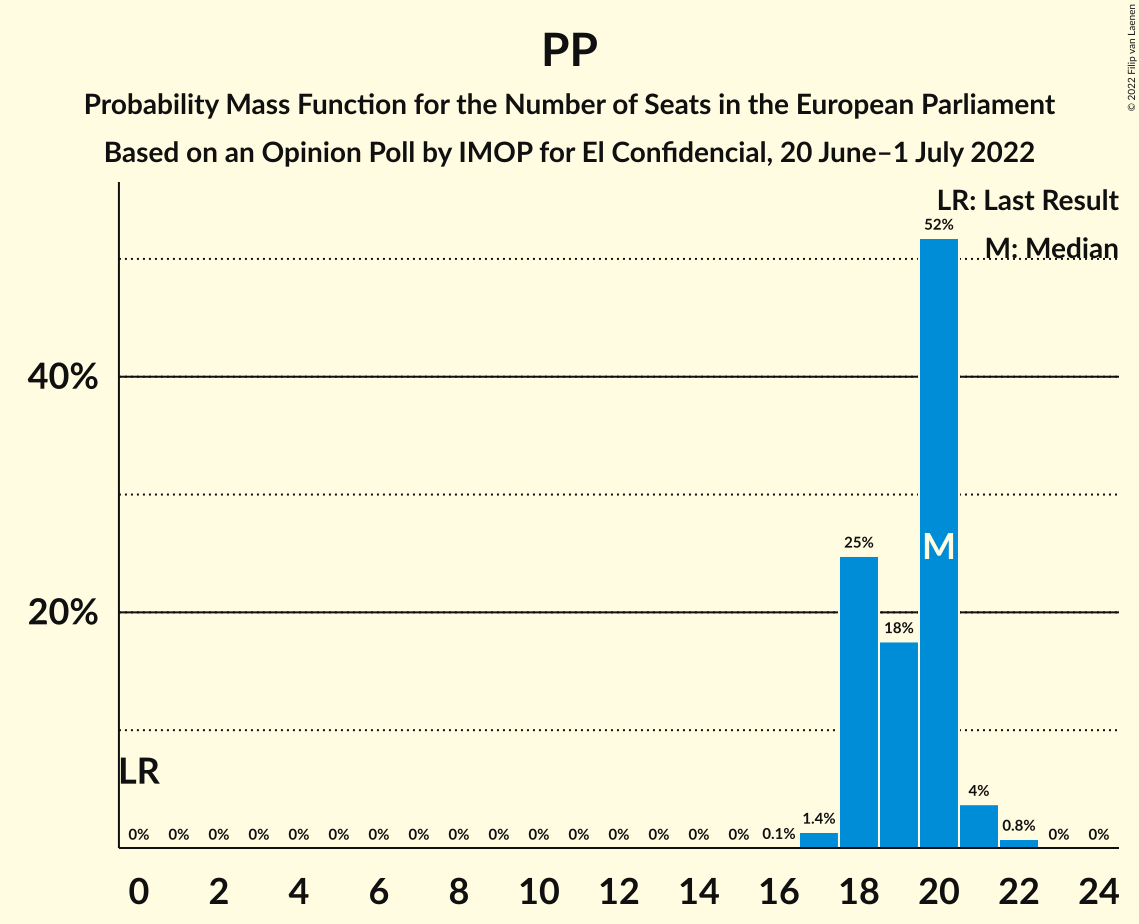 PP
Probability Mass Function for the Number of Seats in the European Parliament
Based on an Opinion Poll by IMOP for El Confidencial, 20 June–1 July 2022
© 2022 Filip van Laenen
LR: Last Result
M: Median
52%
40%
M
25%
20%
18%
LR
4%
0% 0% 0% 0% 0% 0% 0% 0% 0% 0% 0% 0% 0% 0% 0% 0% 0.1% 1.4% 0.8% 0% 0%
0 2 4 6 8 10 12 14 16 18 20 22 24